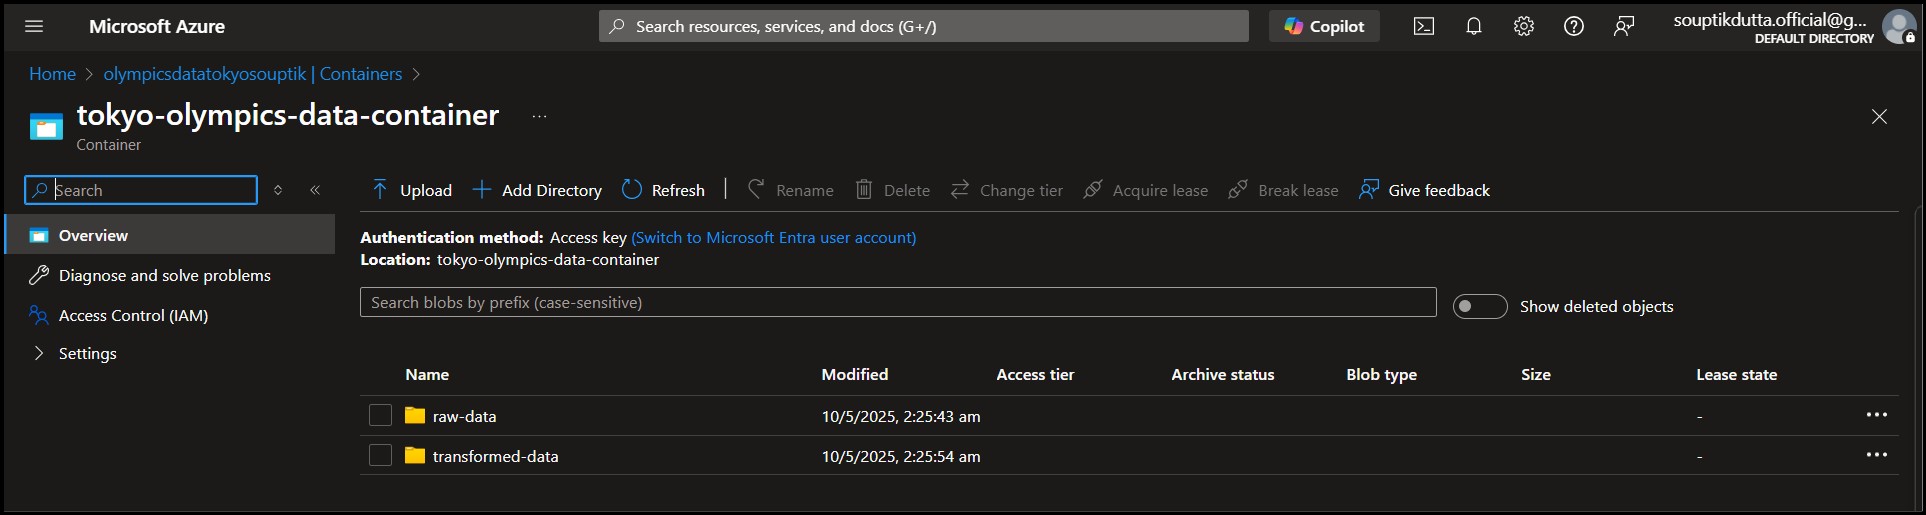 Microsoft Azure
Search resources, services, and docs (G+/)
Copilot
souptikdutta.official@g...
DEFAULT DIRECTORY
Home > olympicsdatatokyosouptik | Containers >
tokyo-olympics-data-container ...
Container
Search
Upload Add Directory Refresh Rename Delete Change tier Acquire lease Break lease Give feedback
Overview
Diagnose and solve problems
Access Control (IAM)
Settings
Authentication method: Access key (Switch to Microsoft Entra user account)
Location: tokyo-olympics-data-container
Search blobs by prefix (case-sensitive)
Show deleted objects
Name Modified Access tier Archive status Blob type Size Lease state
raw-data 10/5/2025, 2:25:43 am -
transformed-data 10/5/2025, 2:25:54 am -